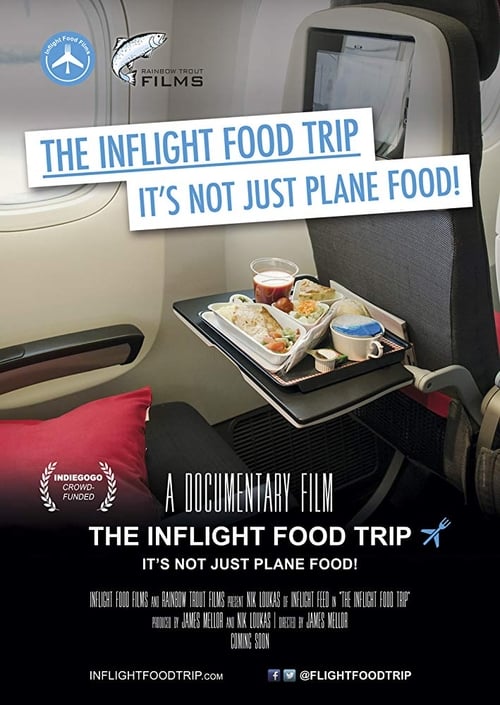 Inflight Food Films
RAINBOW TROUT
FILMS
THE INFLIGHT FOOD TRIP
IT'S NOT JUST PLANE FOOD!
INDIEGOGO
CROWD-
FUNDED
A DOCUMENTARY FILM
THE INFLIGHT FOOD TRIP
IT'S NOT JUST PLANE FOOD!
INFLIGHT FOOD FILMS AND RAINBOW TROUT FILMS PRESENT NIK LOUKAS OF INFLIGHT FEED IN "THE INFLIGHT FOOD TRIP"
PRODUCED BY JAMES MELLOR AND NIK LOUKAS | DIRECTED BY JAMES MELLOR
COMING SOON
INFLIGHTFOODTRIP.COM
@FLIGHTFOODTRIP